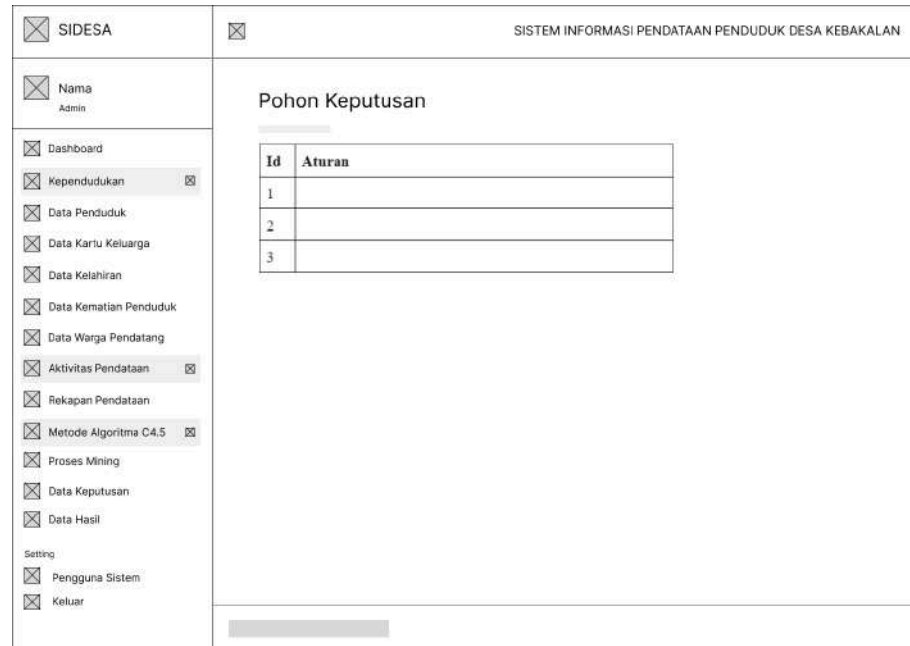 SIDESA
SISTEM INFORMASI PENDATAAN PENDUDUK DESA KEBAKALAN
Nama
Admin
Dashboard
Kependudukan
Data Penduduk
Data Kartu Keluarga
Data Kelahiran
Data Kematian Penduduk
Data Warga Pendatang
Aktivitas Pendataan
Rekapan Pendataan
Metode Algoritma C4.5
Proses Mining
Data Keputusan
Data Hasil
Setting
Pengguna Sistem
Keluar
Pohon Keputusan
Id Aturan
1
2
3